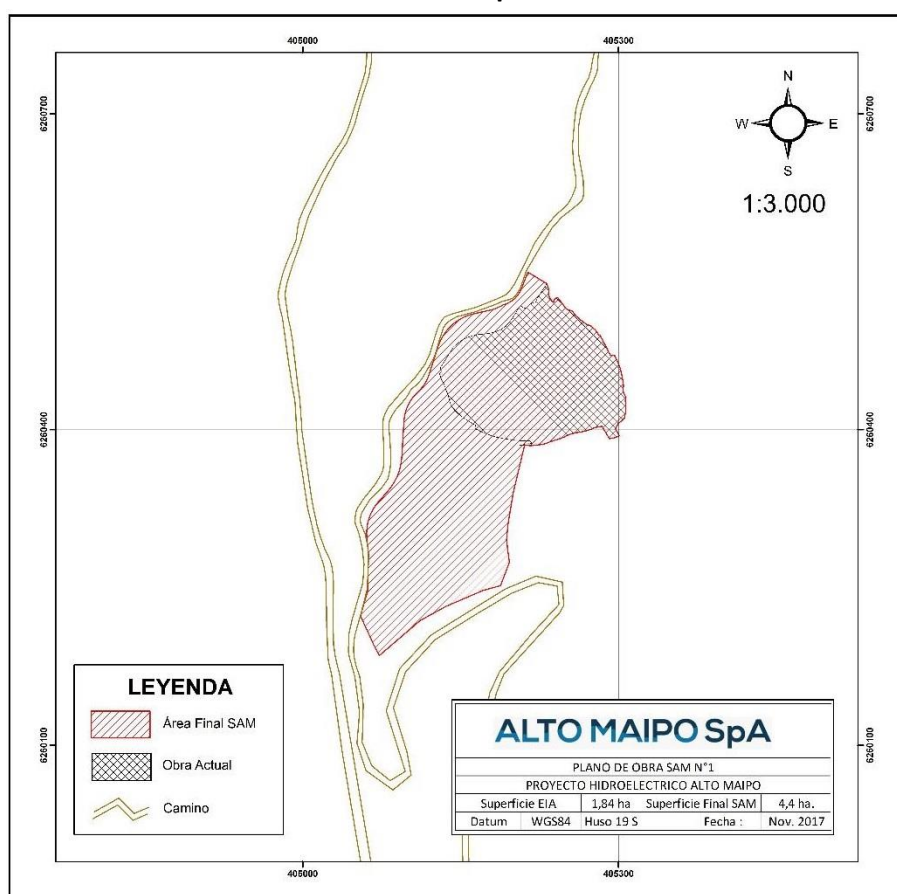 405000 405300
6260700 6260700
N
W E
S
1:3.000
6260400 6260400
LEYENDA
Área Final SAM
Obra Actual
Camino
6260100 6260100
ALTO MAIPO SpA
PLANO DE OBRA SAM N°1
PROYECTO HIDROELECTRICO ALTO MAIPO
Superficie EIA 1,84 ha Superficie Final SAM 4,4 ha.
Datum WGS84 Huso 19 S Fecha : Nov. 2017
405000 405300